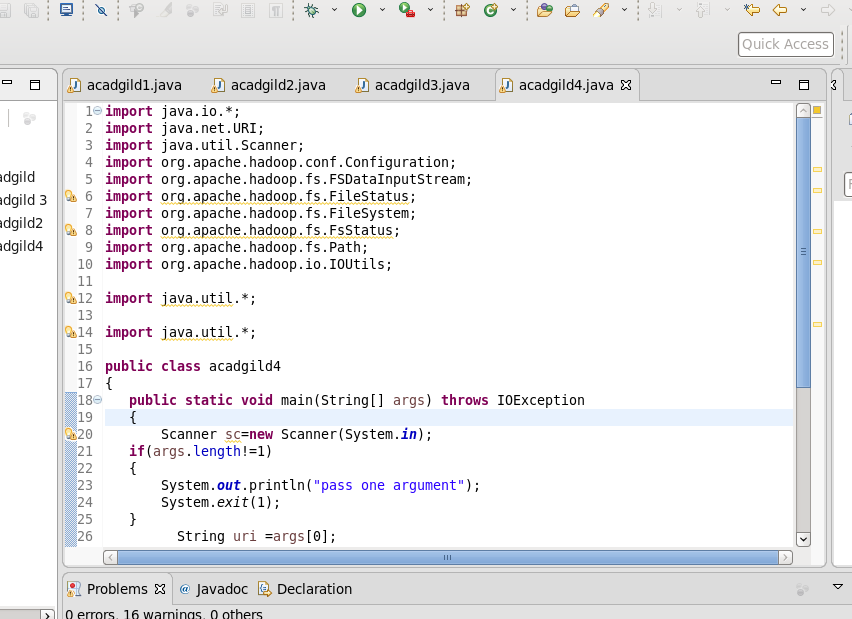 Quick Access
acadgild1.java
acadgild2.java
acadgild3.java
acadgild4.java
adgild
adgild 3
adgild2
adgild4
1 import java.io.*;
2 import java.net.URI;
3 import java.util.Scanner;
4 import org.apache.hadoop.conf.Configuration;
5 import org.apache.hadoop.fs.FSDataInputStream;
6 import org.apache.hadoop.fs.FileStatus;
7 import org.apache.hadoop.fs.FileSystem;
8 import org.apache.hadoop.fs.FsStatus;
9 import org.apache.hadoop.fs.Path;
10 import org.apache.hadoop.io.IOUtils;
11
12 import java.util.*;
13
14 import java.util.*;
15
16 public class acadgild4
17 {
18 public static void main(String[] args) throws IOException
19 {
20 Scanner sc=new Scanner(System.in);
21 if(args.length!=1)
22 {
23 System.out.println("pass one argument");
24 System.exit(1);
25 }
26 String uri =args[0];
Problems
@ Javadoc
Declaration
0 errors, 16 warnings, 0 others